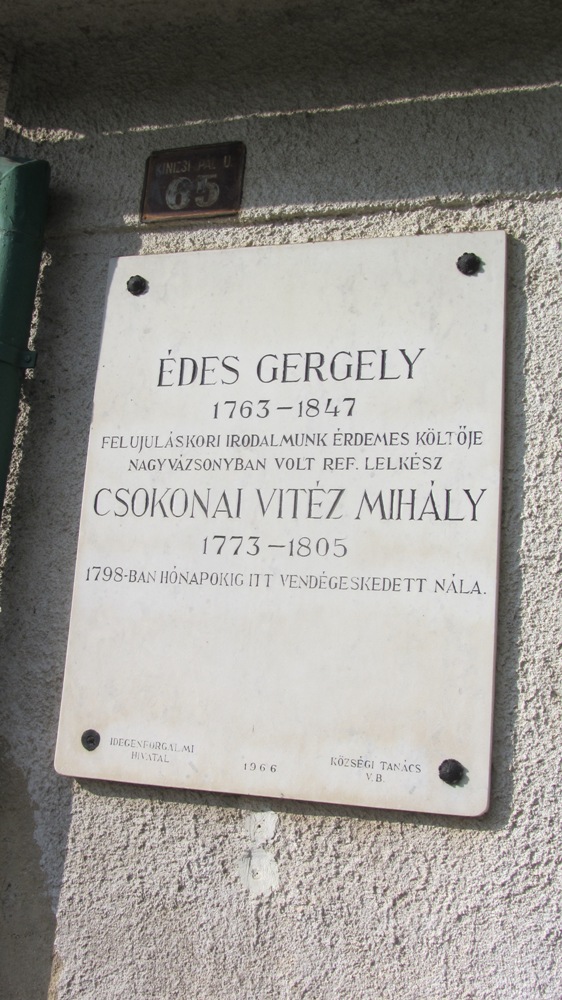 KINIZSI PÁL U
65
ÉDES GERGELY
1763-1847
FELUJULÁSKORI IRODALMUNK ÉRDEMES KÖLTŐJE
NAGYVÁZSONYBAN VOLT REF. LELKÉSZ
CSOKONAI VITÉZ MIHÁLY
1773-1805
1798-BAN HÓNAPOKIG ITT VENDÉGESKEDETT NÁLA.
IDEGENFORGALMI
HIVATAL
1966
KÖZSÉGI TANÁCS
V.B.